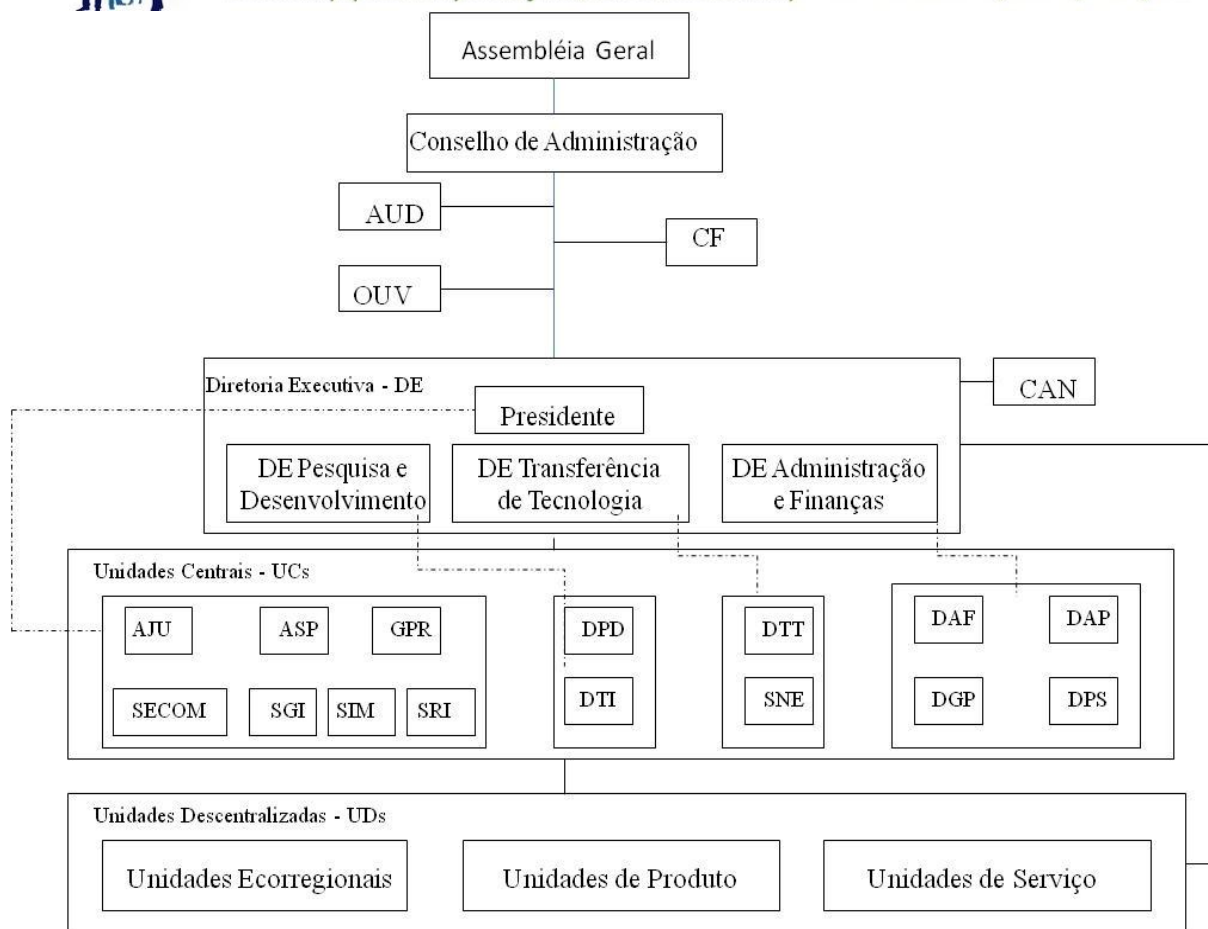 Assembléia Geral
Conselho de Administração
AUD
CF
OUV
Diretoria Executiva - DE
CAN
Presidente
DE Pesquisa e
Desenvolvimento
DE Transferência
de Tecnologia
DE Administração
e Finanças
Unidades Centrais - UCs
AJU
ASP
GPR
SECOM
SGI
SIM
SRI
DPD
DTI
DTT
SNE
DAF
DAP
DGP
DPS
Unidades Descentralizadas - UDs
Unidades Ecorregionais
Unidades de Produto
Unidades de Serviço